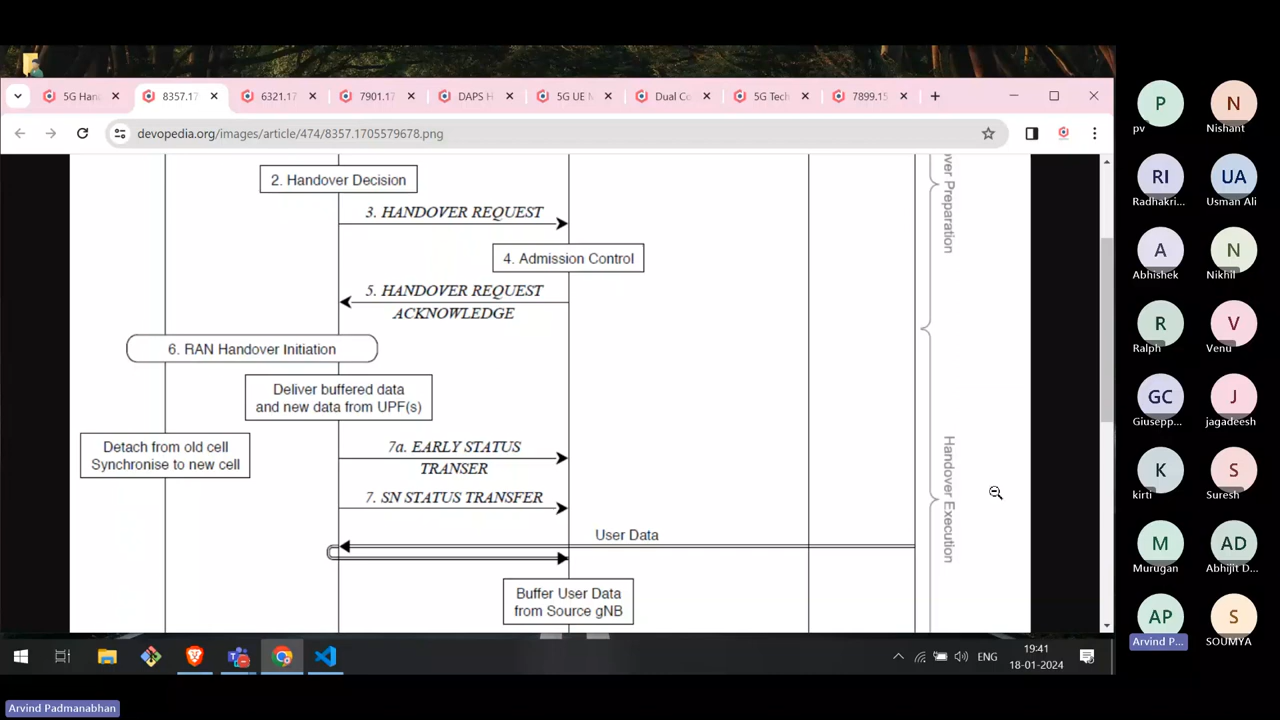 5G Han
8357.17
6321.17
7901.17
DAPS H
5G UE M
Dual Co
5G Tech
7899.15
devopedia.org/images/article/474/8357.1705579678.png
2. Handover Decision
3. HANDOVER REQUEST
4. Admission Control
5. HANDOVER REQUEST
ACKNOWLEDGE
6. RAN Handover Initiation
Deliver buffered data
and new data from UPF(s)
Detach from old cell
Synchronise to new cell
7a. EARLY STATUS
TRANSER
7. SN STATUS TRANSFER
User Data
Buffer User Data
from Source gNB
over Preparation
Handover Execution
ENG
19:41
18-01-2024
P
pv
N
Nishant
RI
Radhakri...
UA
Usman Ali
A
Abhishek
N
Nikhil
R
Ralph
V
Venu
GC
Giusepp...
J
jagadeesh
K
kirti
S
Suresh
M
Murugan
AD
Abhijit D...
AP
Arvind P...
S
SOUMYA
Arvind Padmanabhan